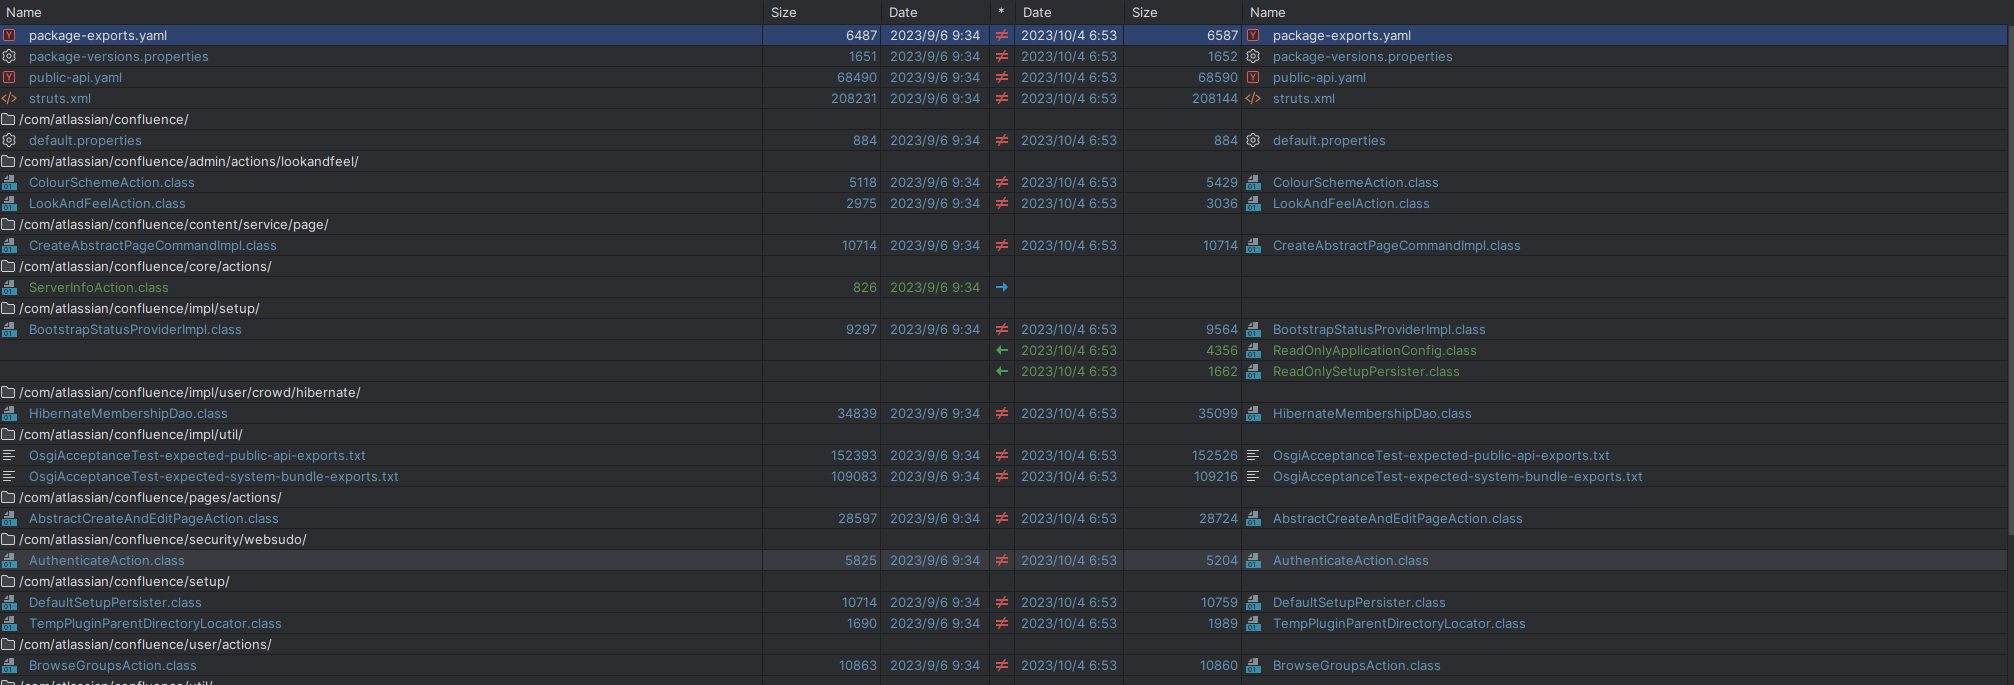 Name Size Date * Date Size Name
package-exports.yaml 6487 2023/9/6 9:34 ≠ 2023/10/4 6:53 6587 package-exports.yaml
package-versions.properties 1651 2023/9/6 9:34 ≠ 2023/10/4 6:53 1652 package-versions.properties
public-api.yaml 68490 2023/9/6 9:34 ≠ 2023/10/4 6:53 68590 public-api.yaml
struts.xml 208231 2023/9/6 9:34 ≠ 2023/10/4 6:53 208144 struts.xml
/com/atlassian/confluence/
default.properties 884 2023/9/6 9:34 ≠ 2023/10/4 6:53 884 default.properties
/com/atlassian/confluence/admin/actions/lookandfeel/
ColourSchemeAction.class 5118 2023/9/6 9:34 ≠ 2023/10/4 6:53 5429 ColourSchemeAction.class
LookAndFeelAction.class 2975 2023/9/6 9:34 ≠ 2023/10/4 6:53 3036 LookAndFeelAction.class
/com/atlassian/confluence/content/service/page/
CreateAbstractPageCommandImpl.class 10714 2023/9/6 9:34 ≠ 2023/10/4 6:53 10714 CreateAbstractPageCommandImpl.class
/com/atlassian/confluence/core/actions/
ServerInfoAction.class 826 2023/9/6 9:34 →
/com/atlassian/confluence/impl/setup/
BootstrapStatusProviderImpl.class 9297 2023/9/6 9:34 ≠ 2023/10/4 6:53 9564 BootstrapStatusProviderImpl.class
← 2023/10/4 6:53 4356 ReadOnlyApplicationConfig.class
← 2023/10/4 6:53 1662 ReadOnlySetupPersister.class
/com/atlassian/confluence/impl/user/crowd/hibernate/
HibernateMembershipDao.class 34839 2023/9/6 9:34 ≠ 2023/10/4 6:53 35099 HibernateMembershipDao.class
/com/atlassian/confluence/impl/util/
OsgiAcceptanceTest-expected-public-api-exports.txt 152393 2023/9/6 9:34 ≠ 2023/10/4 6:53 152526 OsgiAcceptanceTest-expected-public-api-exports.txt
OsgiAcceptanceTest-expected-system-bundle-exports.txt 109083 2023/9/6 9:34 ≠ 2023/10/4 6:53 109216 OsgiAcceptanceTest-expected-system-bundle-exports.txt
/com/atlassian/confluence/pages/actions/
AbstractCreateAndEditPageAction.class 28597 2023/9/6 9:34 ≠ 2023/10/4 6:53 28724 AbstractCreateAndEditPageAction.class
/com/atlassian/confluence/security/websudo/
AuthenticateAction.class 5825 2023/9/6 9:34 ≠ 2023/10/4 6:53 5204 AuthenticateAction.class
/com/atlassian/confluence/setup/
DefaultSetupPersister.class 10714 2023/9/6 9:34 ≠ 2023/10/4 6:53 10759 DefaultSetupPersister.class
TempPluginParentDirectoryLocator.class 1690 2023/9/6 9:34 ≠ 2023/10/4 6:53 1989 TempPluginParentDirectoryLocator.class
/com/atlassian/confluence/user/actions/
BrowseGroupsAction.class 10863 2023/9/6 9:34 ≠ 2023/10/4 6:53 10860 BrowseGroupsAction.class
/com/atlassian/confluence/util/